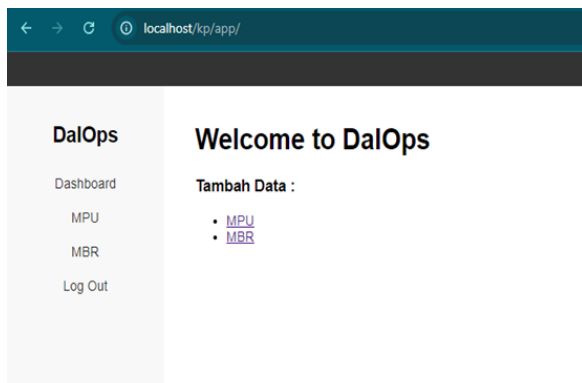 localhost/kp/app/
DalOps
Dashboard
MPU
MBR
Log Out
Welcome to DalOps
Tambah Data :
MPU
MBR